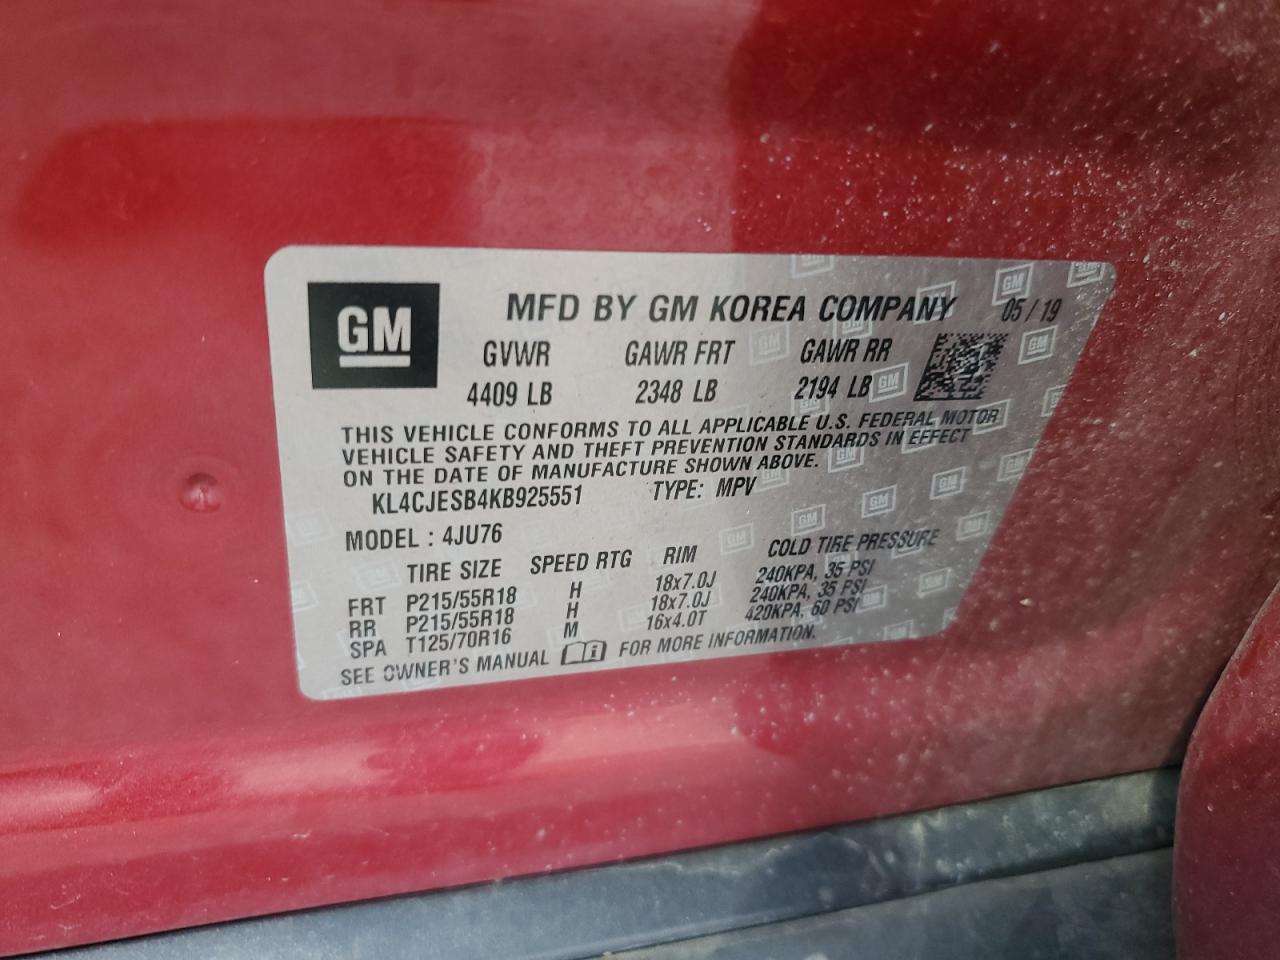 GM MFD BY GM KOREA COMPANY 05/19
GVWR GAWR FRT GAWR RR
4409 LB 2348 LB 2194 LB
THIS VEHICLE CONFORMS TO ALL APPLICABLE U.S. FEDERAL MOTOR
VEHICLE SAFETY AND THEFT PREVENTION STANDARDS IN EFFECT
ON THE DATE OF MANUFACTURE SHOWN ABOVE.
KL4CJESB4KB925551 TYPE: MPV
MODEL : 4JU76
TIRE SIZE SPEED RTG RIM COLD TIRE PRESSURE
FRT P215/55R18 H 18x7.0J 240KPA, 35 PSI
RR P215/55R18 H 18x7.0J 240KPA, 35 PSI
SPA T125/70R16 M 16x4.0T 420KPA, 60 PSI
SEE OWNER'S MANUAL FOR MORE INFORMATION.